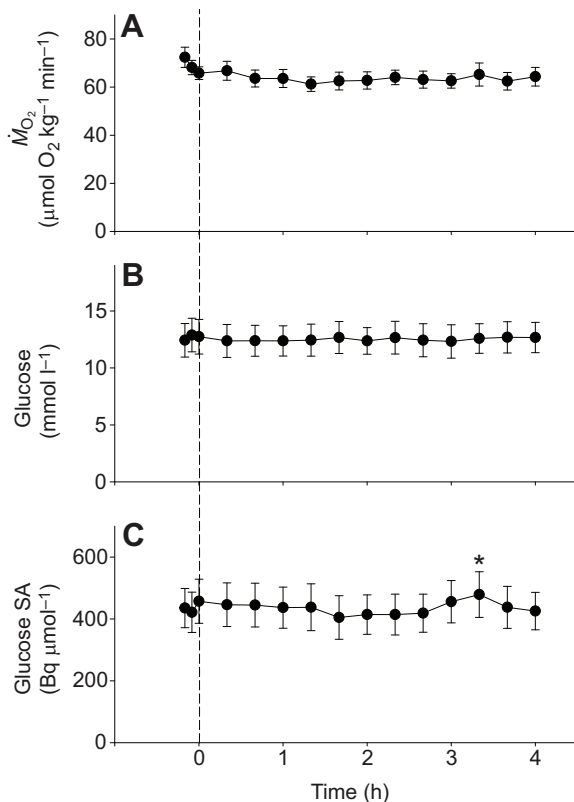 A
80
60
40
20
0
ṀO₂
(μmol O₂ kg⁻¹ min⁻¹)
B
15
10
5
0
Glucose
(mmol l⁻¹)
C
*
600
400
200
0
Glucose SA
(Bq μmol⁻¹)
0 1 2 3 4
Time (h)